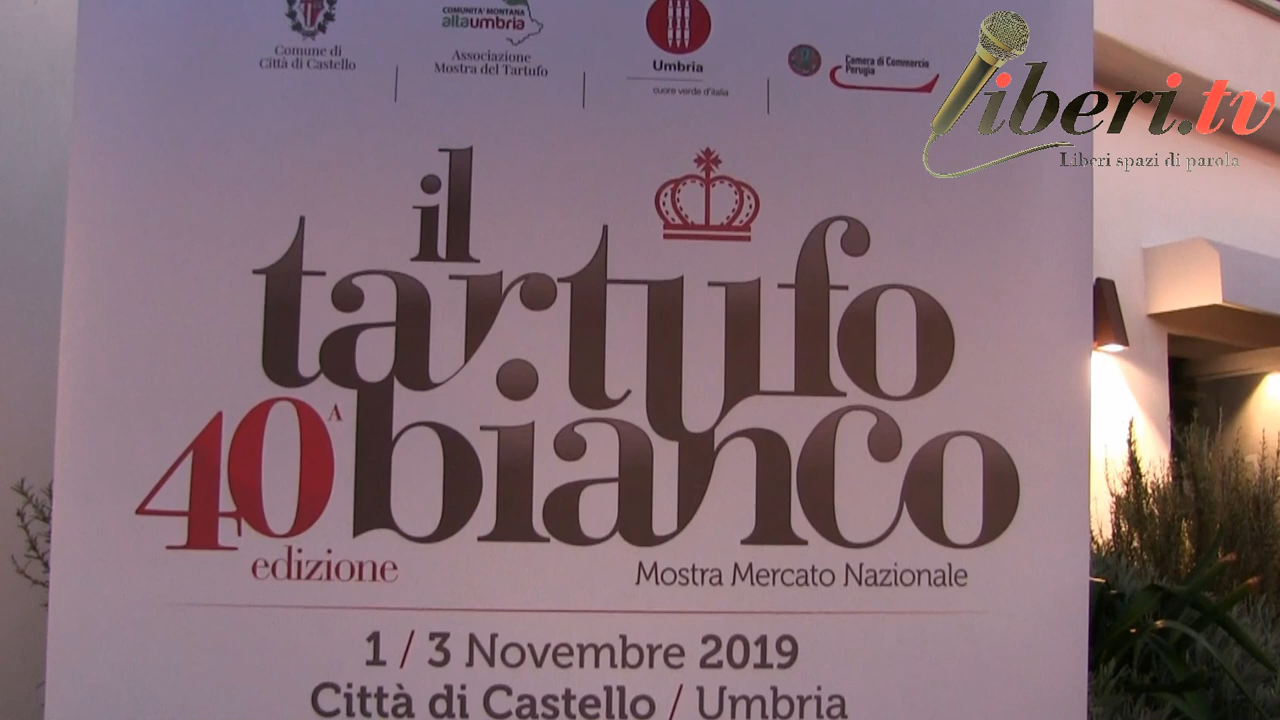 Comune di
Città di Castello
COMUNITA' MONTANA
altaumbria
Associazione
Mostra del Tartufo
Umbria
cuore verde d'italia
Camera di Commercio
Perugia
liberi.tv
Liberi spazi di parola
il
tartufo
bianco
40A
edizione
Mostra Mercato Nazionale
1 / 3 Novembre 2019
Città di Castello / Umbria